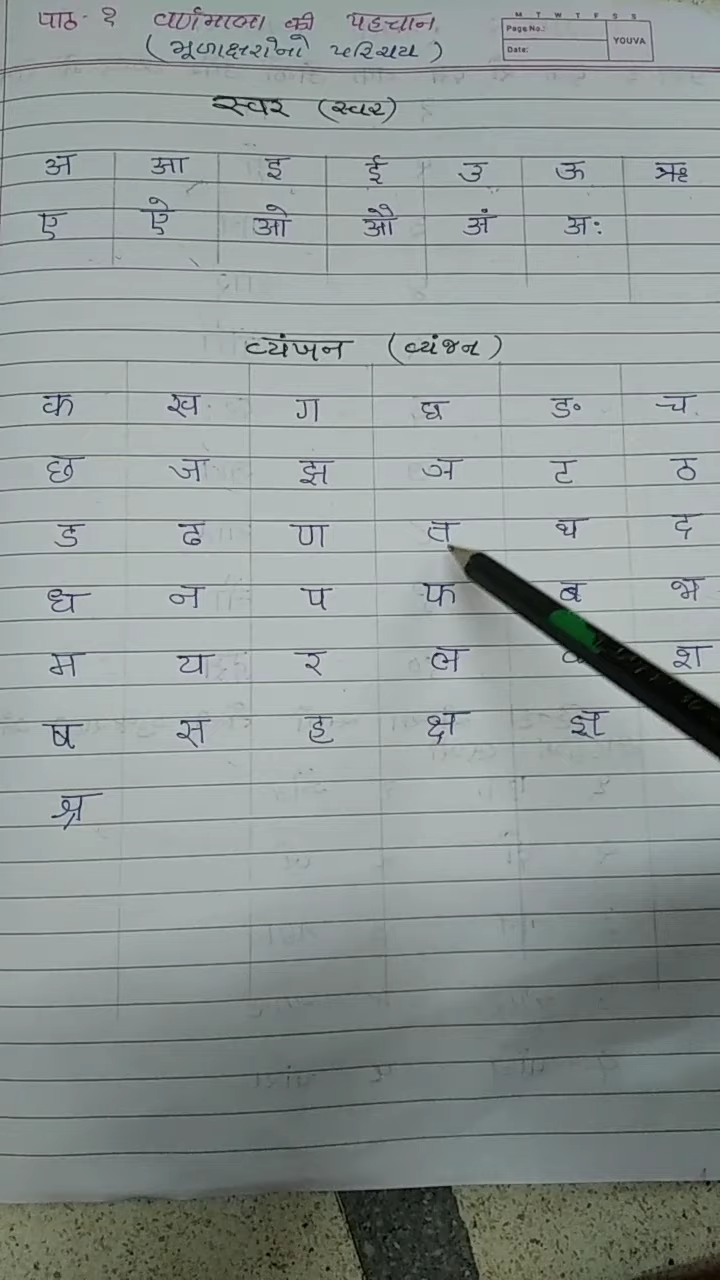 पाठ- १ वर्णमाला की पहचान
(મૂળાક્ષરોનો પરિચય)
M T W T F S S
Page No.:
Date:
YOUVA
स्वर (સ્વર)
अ आ इ ई उ ऊ ऋ
ए ऐ ओ औ अं अः
व्यंजन (વ્યંજન)
क ख ग घ ङ च
छ ज झ ञ ट ठ
ड ढ ण त थ द
ध न प फ ब भ
म य र ल श
ष स ह क्ष ज्ञ
श्र